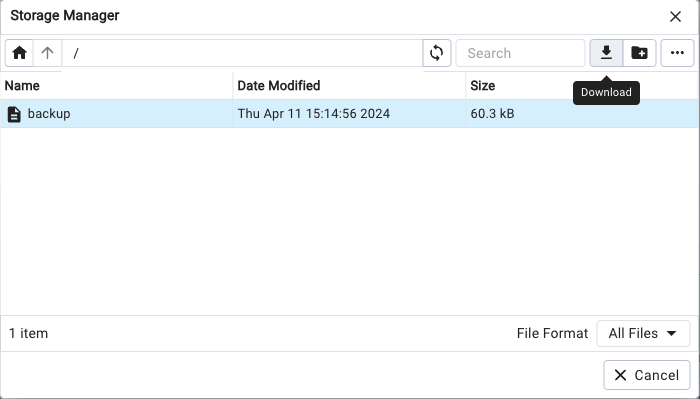 Storage Manager
/
Search
Name Date Modified Size
Download
backup Thu Apr 11 15:14:56 2024 60.3 kB
1 item File Format All Files
Cancel